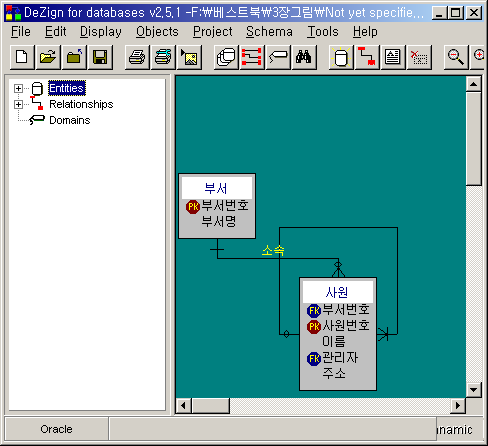 DeZign for databases v2.5.1 -F:₩베스트북₩3장그림₩Not yet specifie...
File Edit Display Objects Project Schema Tools Help
Entities
Relationships
Domains
부서
PK 부서번호
부서명
소속
사원
FK 부서번호
PK 사원번호
이름
FK 관리자
주소
Oracle
namic